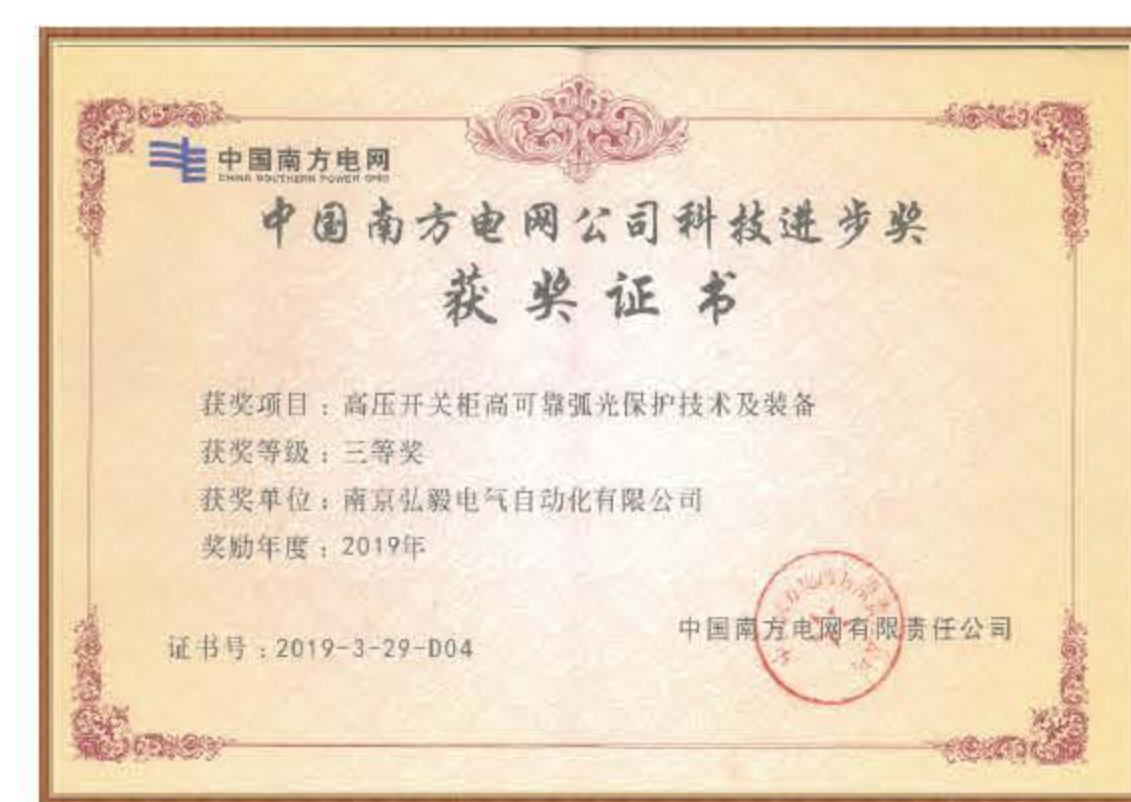 中国南方电网
CHINA SOUTHERN POWER GRID
中国南方电网公司科技进步奖
获奖证书
获奖项目：高压开关柜高可靠弧光保护技术及装备
获奖等级：三等奖
获奖单位：南京弘毅电气自动化有限公司
奖励年度：2019年
中国南方电网有限责任公司
证书号：2019-3-29-D04